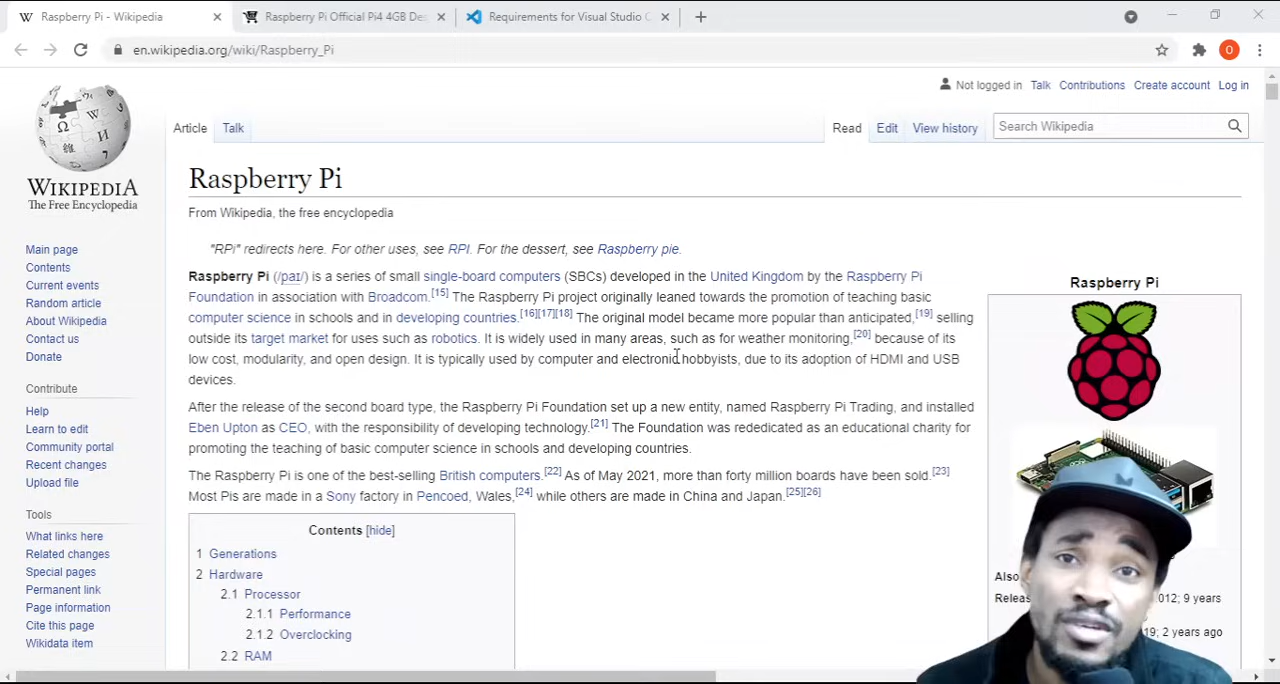 Raspberry Pi - Wikipedia
Raspberry Pi Official Pi4 4GB Des
Requirements for Visual Studio C
en.wikipedia.org/wiki/Raspberry_Pi
O
Not logged in Talk Contributions Create account Log in
Article Talk
Read Edit View history
Search Wikipedia
WIKIPEDIA
The Free Encyclopedia
Main page
Contents
Current events
Random article
About Wikipedia
Contact us
Donate
Contribute
Help
Learn to edit
Community portal
Recent changes
Upload file
Tools
What links here
Related changes
Special pages
Permanent link
Page information
Cite this page
Wikidata item
Raspberry Pi
From Wikipedia, the free encyclopedia
"RPi" redirects here. For other uses, see RPI. For the dessert, see Raspberry pie.
Raspberry Pi (/paɪ/) is a series of small single-board computers (SBCs) developed in the United Kingdom by the Raspberry Pi
Foundation in association with Broadcom.[15] The Raspberry Pi project originally leaned towards the promotion of teaching basic
computer science in schools and in developing countries.[16][17][18] The original model became more popular than anticipated,[19] selling
outside its target market for uses such as robotics. It is widely used in many areas, such as for weather monitoring,[20] because of its
low cost, modularity, and open design. It is typically used by computer and electronic hobbyists, due to its adoption of HDMI and USB
devices.
After the release of the second board type, the Raspberry Pi Foundation set up a new entity, named Raspberry Pi Trading, and installed
Eben Upton as CEO, with the responsibility of developing technology.[21] The Foundation was rededicated as an educational charity for
promoting the teaching of basic computer science in schools and developing countries.
The Raspberry Pi is one of the best-selling British computers.[22] As of May 2021, more than forty million boards have been sold.[23]
Most Pis are made in a Sony factory in Pencoed, Wales,[24] while others are made in China and Japan.[25][26]
Contents [hide]
1 Generations
2 Hardware
2.1 Processor
2.1.1 Performance
2.1.2 Overclocking
2.2 RAM
Raspberry Pi
Also
012; 9 years
19; 2 years ago